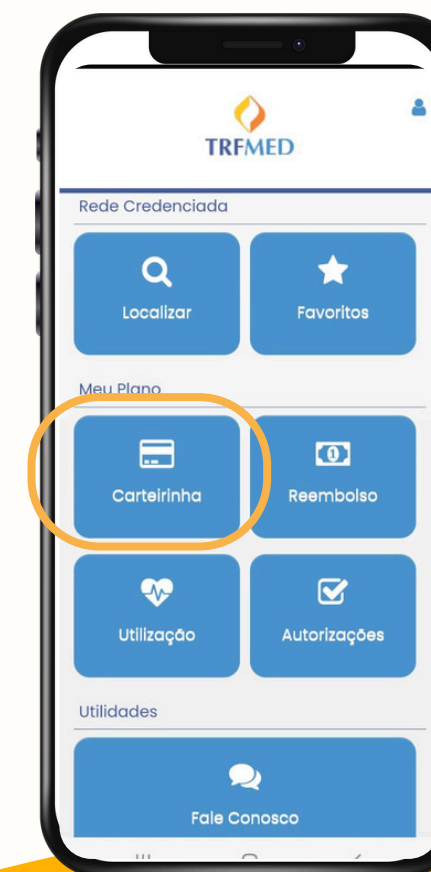 TRFMED
Rede Credenciada
Localizar
Favoritos
Meu Plano
Carteirinha
Reembolso
Utilização
Autorizações
Utilidades
Fale Conosco